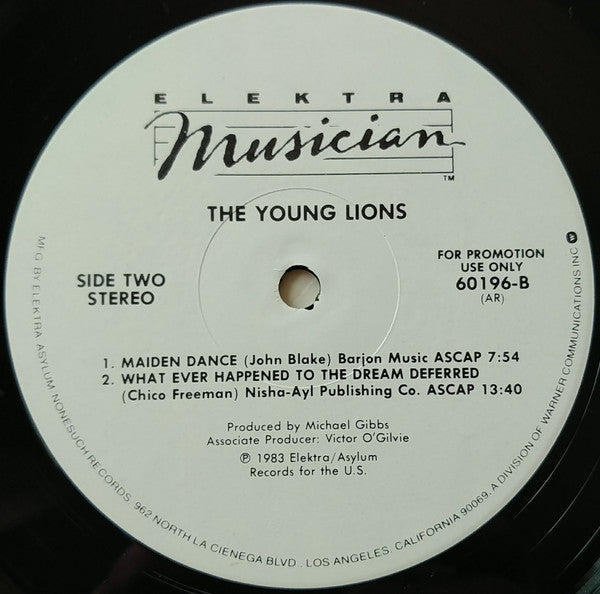 ELEKTRA
Musician
TM
THE YOUNG LIONS
SIDE TWO
STEREO
FOR PROMOTION
USE ONLY
60196-B
(AR)
1. MAIDEN DANCE (John Blake) Barjon Music ASCAP 7:54
2. WHAT EVER HAPPENED TO THE DREAM DEFERRED
(Chico Freeman) Nisha-Ayl Publishing Co. ASCAP 13:40
Produced by Michael Gibbs
Associate Producer: Victor O'Gilvie
℗ 1983 Elektra/Asylum
Records for the U.S.
MFG. BY ELEKTRA ASYLUM NONESUCH RECORDS, 962 NORTH LA CIENEGA BLVD., LOS ANGELES, CALIFORNIA 90069. A DIVISION OF WARNER COMMUNICATIONS INC